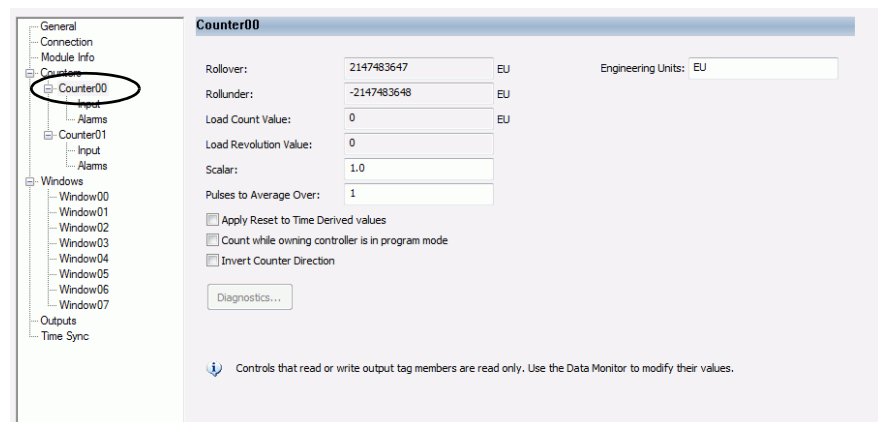 General
Connection
Module Info
Counters
Counter00
Input
Alarms
Counter01
Input
Alarms
Windows
Window00
Window01
Window02
Window03
Window04
Window05
Window06
Window07
Outputs
Time Sync
Counter00
Rollover: 2147483647 EU Engineering Units: EU
Rollunder: -2147483648 EU
Load Count Value: 0 EU
Load Revolution Value: 0
Scalar: 1.0
Pulses to Average Over: 1
Apply Reset to Time Derived values
Count while owning controller is in program mode
Invert Counter Direction
Diagnostics...
Controls that read or write output tag members are read only. Use the Data Monitor to modify their values.